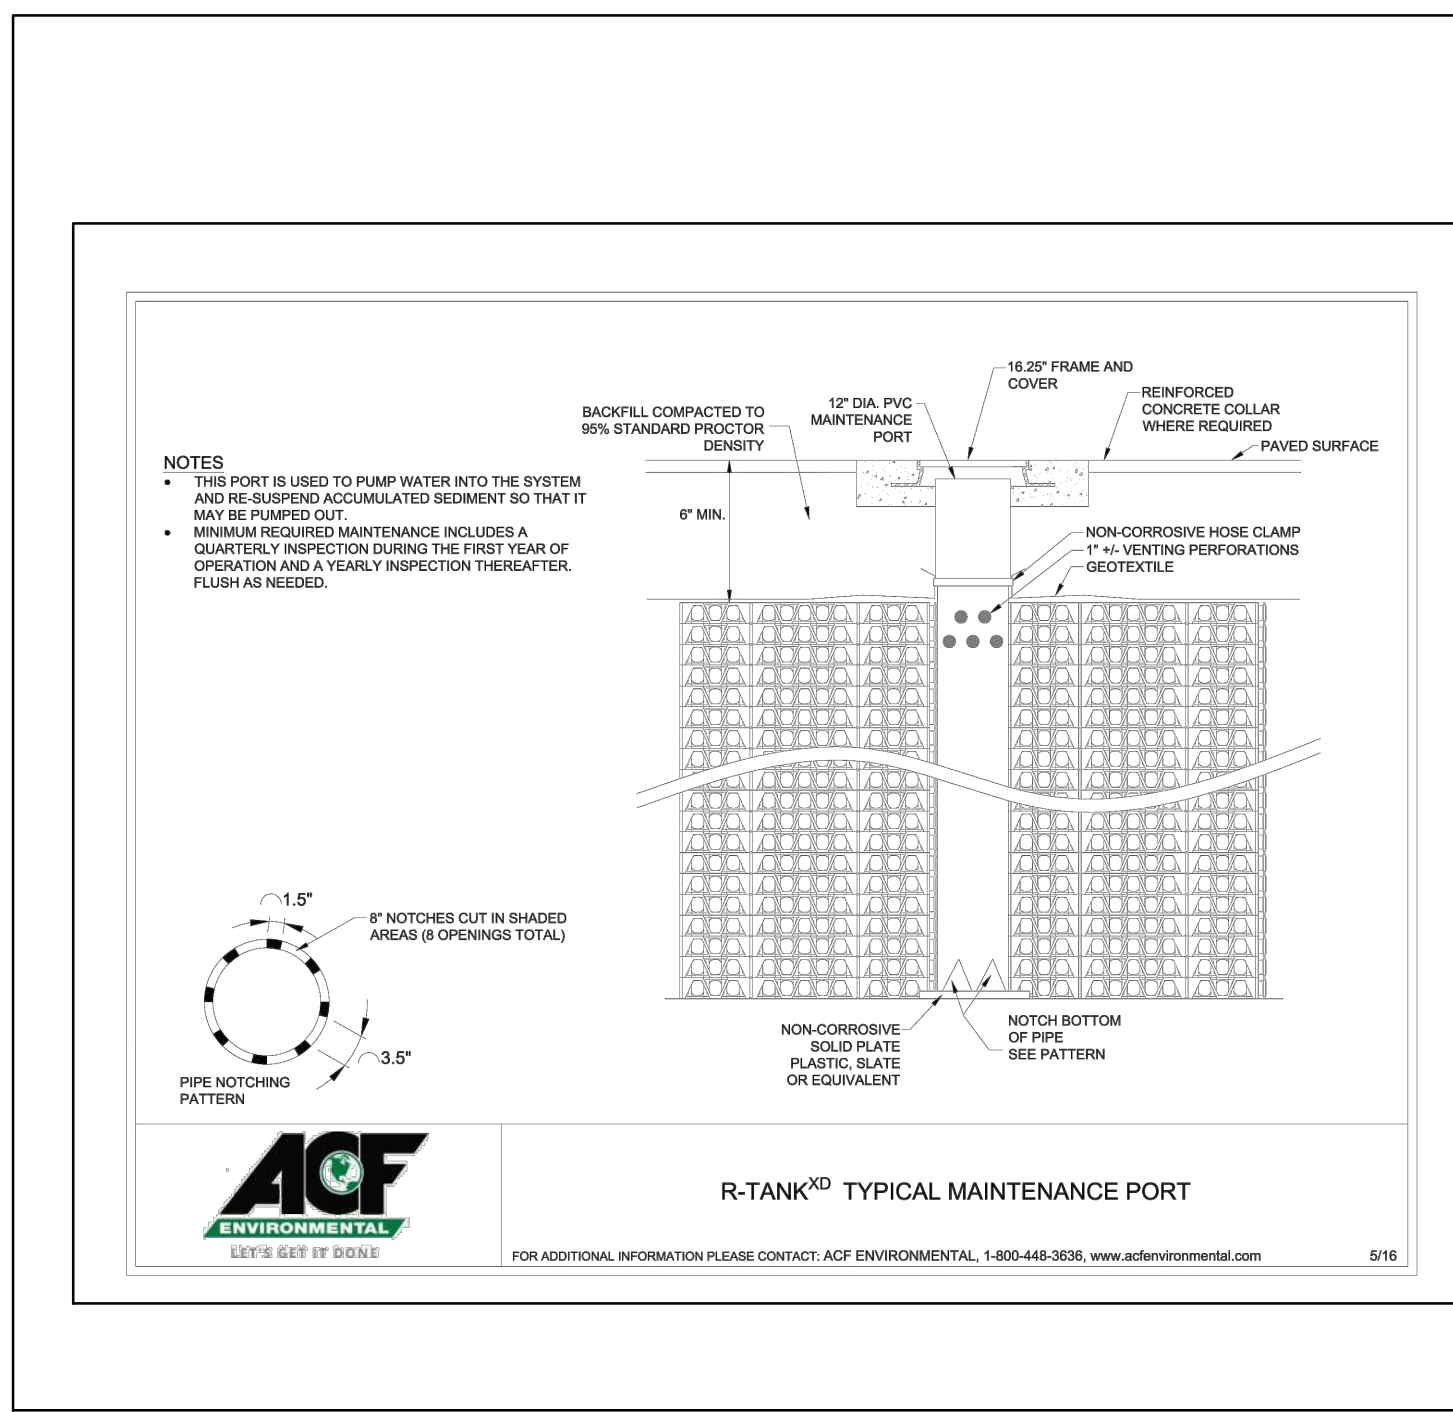 16.25" FRAME AND
COVER
REINFORCED
CONCRETE COLLAR
WHERE REQUIRED
12" DIA. PVC
MAINTENANCE
PORT
BACKFILL COMPACTED TO
95% STANDARD PROCTOR
DENSITY
PAVED SURFACE
NOTES
• THIS PORT IS USED TO PUMP WATER INTO THE SYSTEM
AND RE-SUSPEND ACCUMULATED SEDIMENT SO THAT IT
MAY BE PUMPED OUT.
• MINIMUM REQUIRED MAINTENANCE INCLUDES A
QUARTERLY INSPECTION DURING THE FIRST YEAR OF
OPERATION AND A YEARLY INSPECTION THEREAFTER.
FLUSH AS NEEDED.
6" MIN.
NON-CORROSIVE HOSE CLAMP
1" +/- VENTING PERFORATIONS
GEOTEXTILE
1.5"
8" NOTCHES CUT IN SHADED
AREAS (8 OPENINGS TOTAL)
3.5"
PIPE NOTCHING
PATTERN
NON-CORROSIVE
SOLID PLATE
PLASTIC, SLATE
OR EQUIVALENT
NOTCH BOTTOM
OF PIPE
SEE PATTERN
ACF
ENVIRONMENTAL
LET'S GET IT DONE
R-TANKXD TYPICAL MAINTENANCE PORT
FOR ADDITIONAL INFORMATION PLEASE CONTACT: ACF ENVIRONMENTAL, 1-800-448-3636, www.acfenvironmental.com
5/16